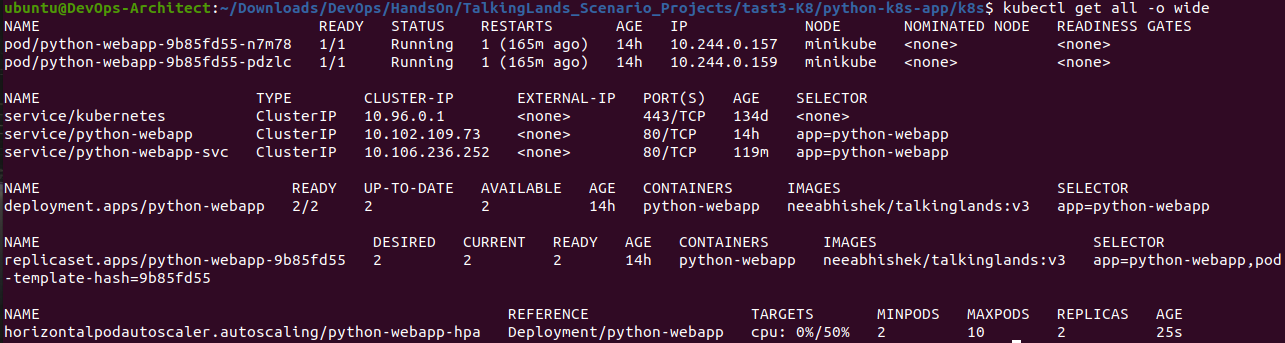 ubuntu@DevOps-Architect:~/Downloads/DevOps/HandsOn/TalkingLands_Scenario_Projects/tast3-K8/python-k8s-app/k8s$ kubectl get all -o wide
NAME READY STATUS RESTARTS AGE IP NODE NOMINATED NODE READINESS GATES
pod/python-webapp-9b85fd55-n7m78 1/1 Running 1 (165m ago) 14h 10.244.0.157 minikube <none> <none>
pod/python-webapp-9b85fd55-pdzlc 1/1 Running 1 (165m ago) 14h 10.244.0.159 minikube <none> <none>
NAME TYPE CLUSTER-IP EXTERNAL-IP PORT(S) AGE SELECTOR
service/kubernetes ClusterIP 10.96.0.1 <none> 443/TCP 134d <none>
service/python-webapp ClusterIP 10.102.109.73 <none> 80/TCP 14h app=python-webapp
service/python-webapp-svc ClusterIP 10.106.236.252 <none> 80/TCP 119m app=python-webapp
NAME READY UP-TO-DATE AVAILABLE AGE CONTAINERS IMAGES SELECTOR
deployment.apps/python-webapp 2/2 2 2 14h python-webapp neeabhishek/talkinglands:v3 app=python-webapp
NAME DESIRED CURRENT READY AGE CONTAINERS IMAGES SELECTOR
replicaset.apps/python-webapp-9b85fd55 2 2 2 14h python-webapp neeabhishek/talkinglands:v3 app=python-webapp,pod
-template-hash=9b85fd55
NAME REFERENCE TARGETS MINPODS MAXPODS REPLICAS AGE
horizontalpodautoscaler.autoscaling/python-webapp-hpa Deployment/python-webapp cpu: 0%/50% 2 10 2 25s